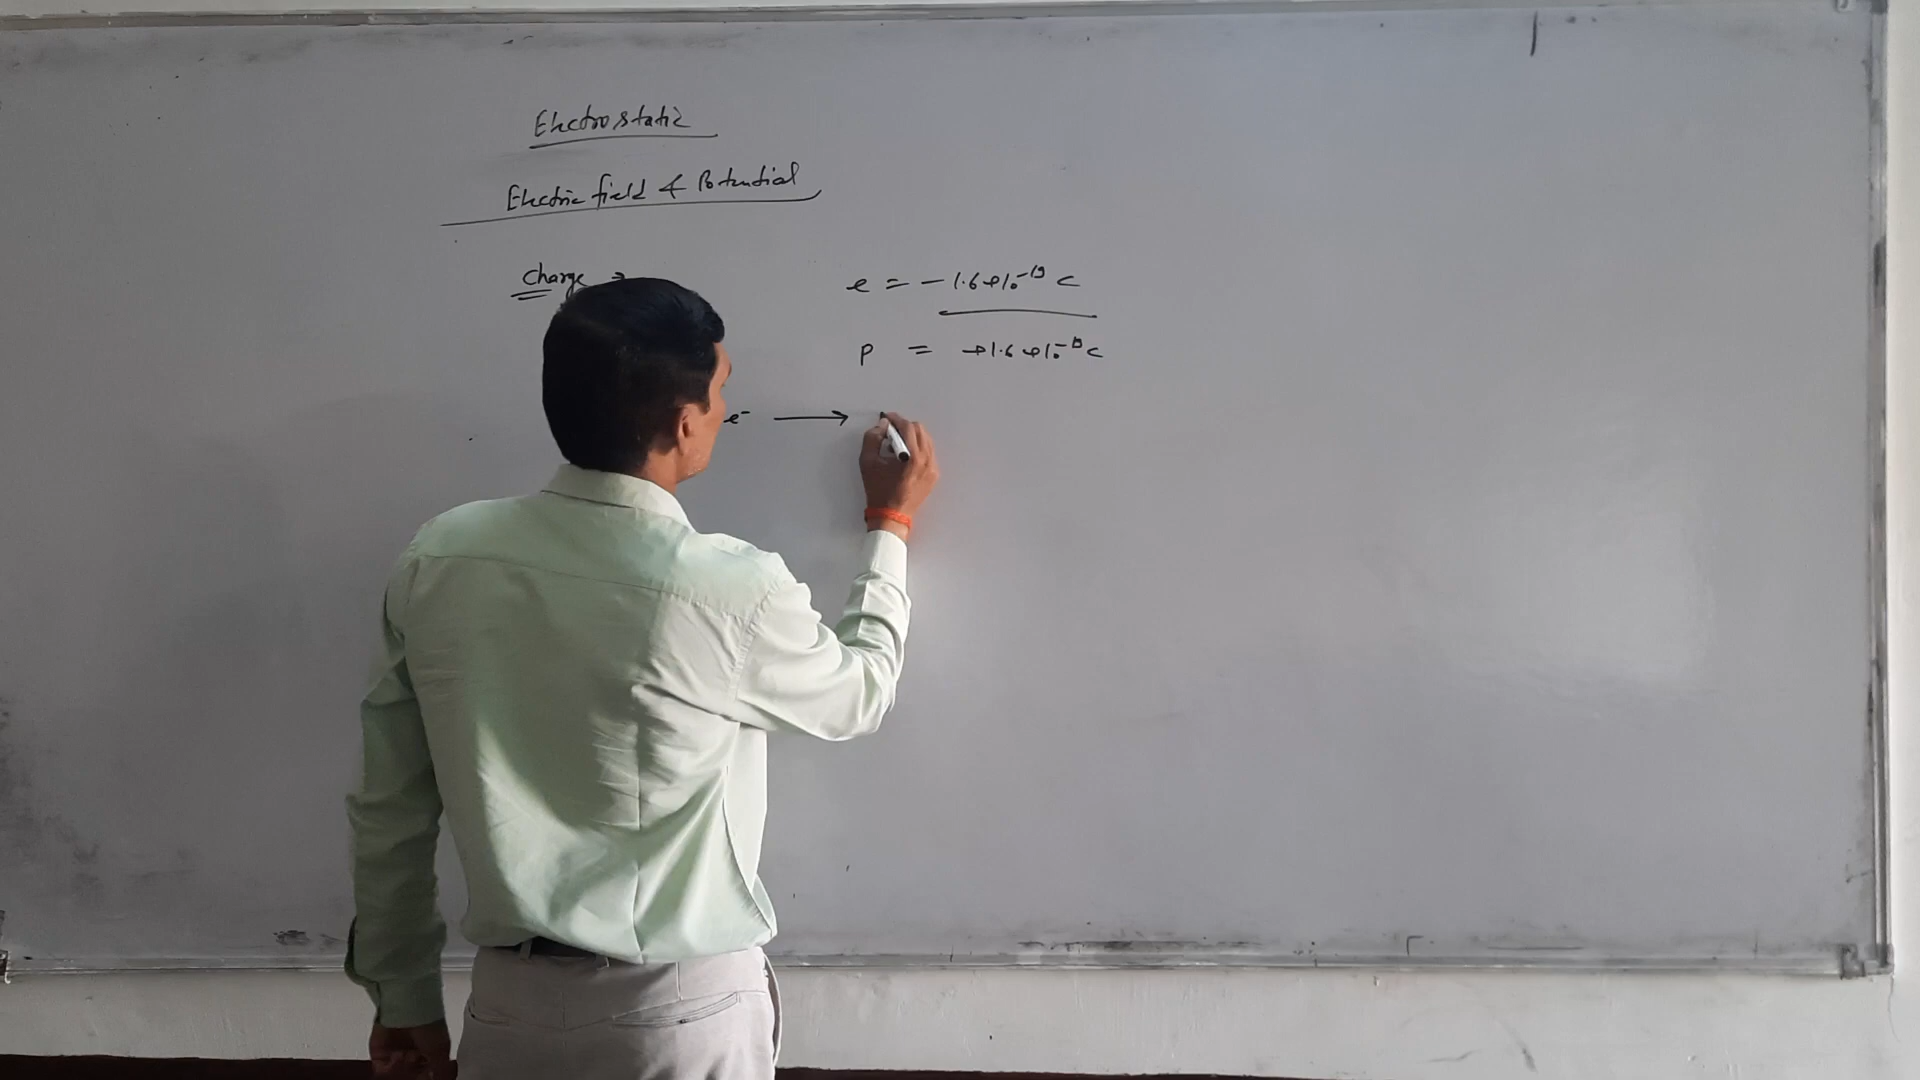 Electrostatic
Electric field & Potential
Charge →
e = - 1.6 × 10⁻¹⁹ C
p = + 1.6 × 10⁻¹⁹ C
e⁻ →